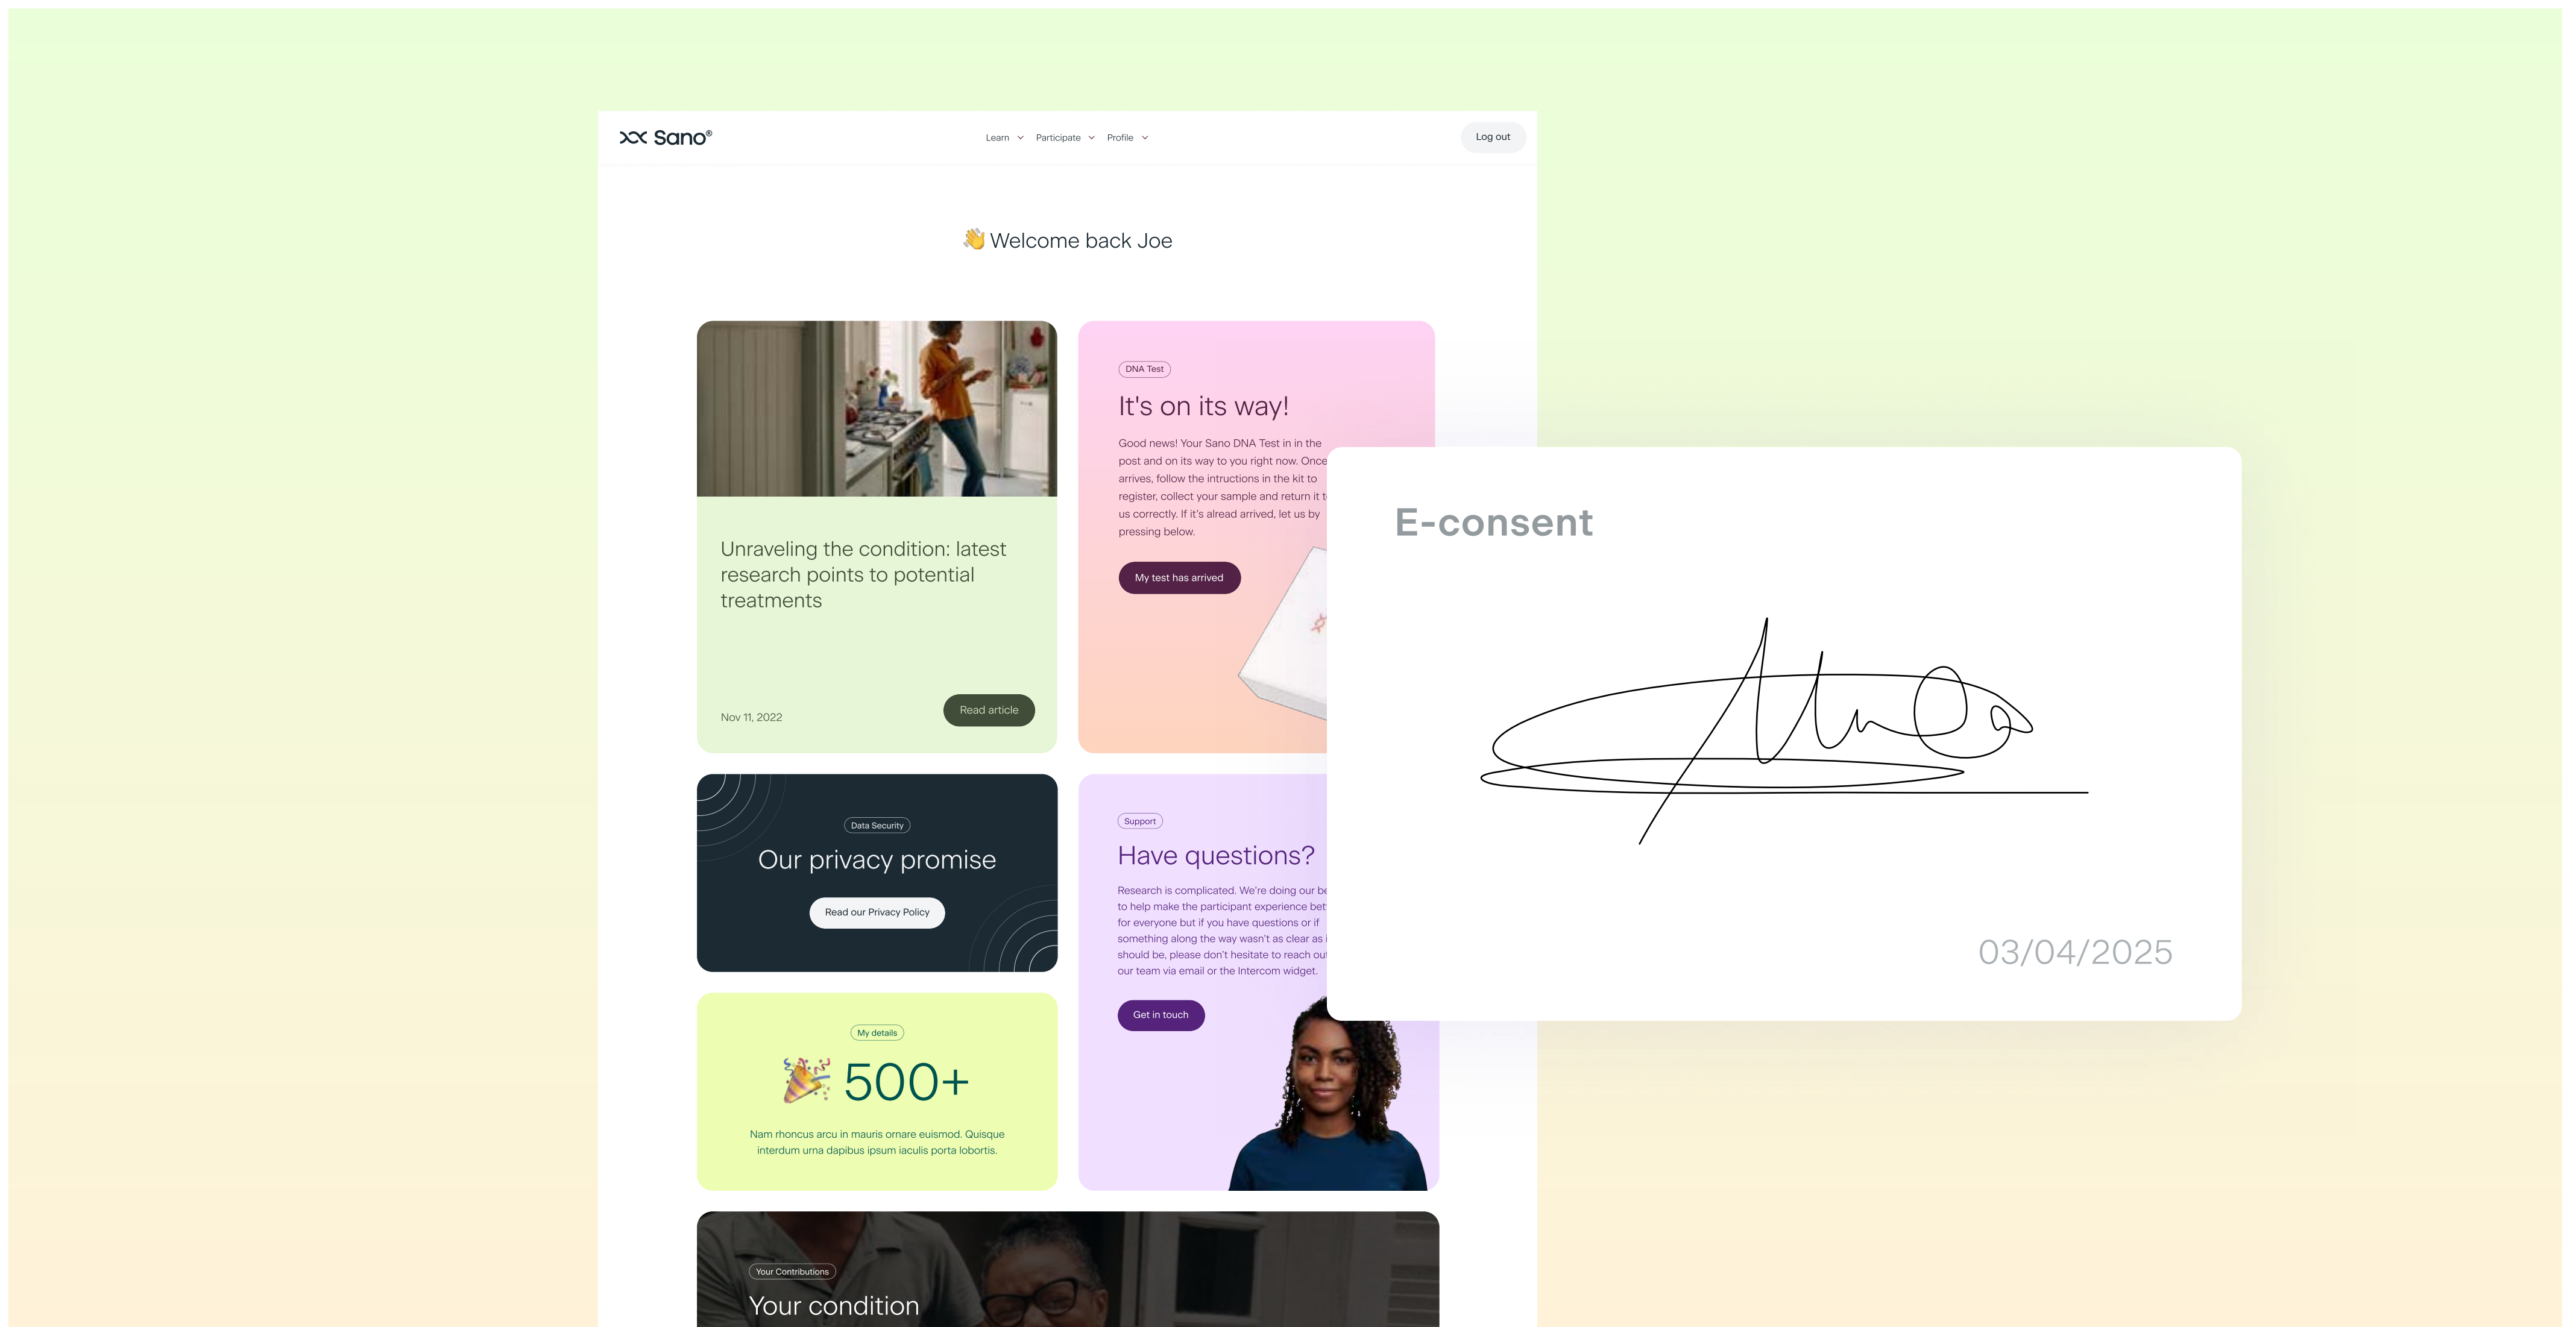 Sano®
Learn
Participate
Profile
Log out
👋 Welcome back Joe
Unraveling the condition: latest
research points to potential
treatments
Nov 11, 2022
Read article
DNA Test
It's on its way!
Good news! Your Sano DNA Test in in the
post and on its way to you right now. Once
arrives, follow the intructions in the kit to
register, collect your sample and return it
us correctly. If it's alread arrived, let us by
pressing below.
My test has arrived
Data Security
Our privacy promise
Read our Privacy Policy
My details
🎉 500+
Nam rhoncus arcu in mauris ornare euismod. Quisque
interdum urna dapibus ipsum iaculis porta lobortis.
Support
Have questions?
Research is complicated. We're doing our
to help make the participant experience
for everyone but if you have questions or if
something along the way wasn't as clear as
should be, please don't hesitate to reach
our team via email or the Intercom widget.
Get in touch
Your Contributions
Your condition
E-consent
03/04/2025